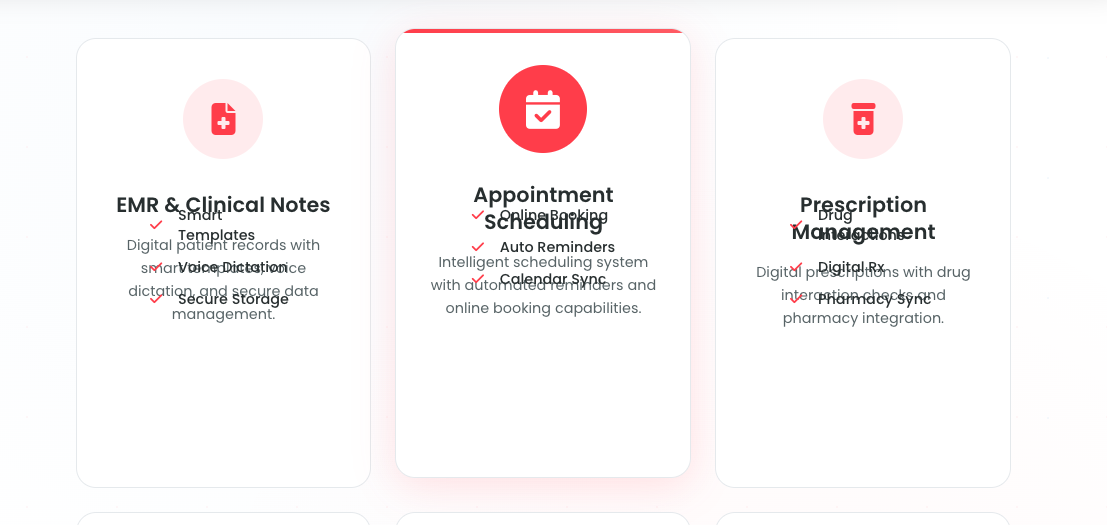 EMR & Clinical Notes
Smart
Templates
Voice Dictation
Secure Storage
Digital patient records with
smart templates, voice
dictation, and secure data
management.
Appointment
Scheduling
Online Booking
Auto Reminders
Calendar Sync
Intelligent scheduling system
with automated reminders and
online booking capabilities.
Prescription
Management
Drug
Interactions
Digital Rx
Pharmacy Sync
Digital prescriptions with drug
interaction checks and
pharmacy integration.